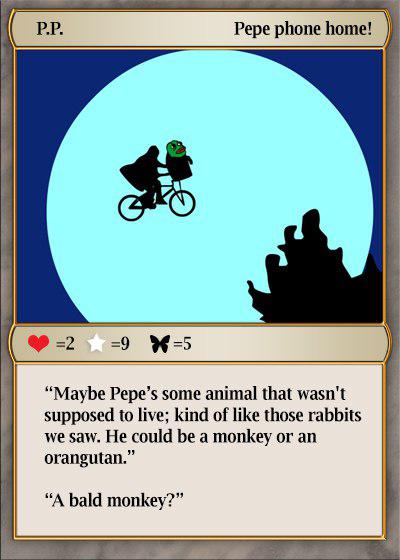 P.P. Pepe phone home!
=2 =9 =5
“Maybe Pepe’s some animal that wasn't
supposed to live; kind of like those rabbits
we saw. He could be a monkey or an
orangutan.”
“A bald monkey?”